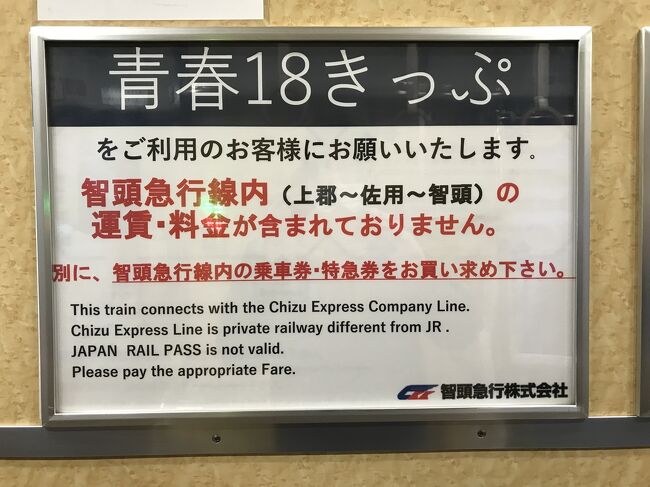 青春18きっぷ
をご利用のお客様にお願いいたします。
智頭急行線内（上郡～佐用～智頭）の
運賃・料金が含まれておりません。
別に、智頭急行線内の乗車券・特急券をお買い求め下さい。
This train connects with the Chizu Express Company Line.
Chizu Express Line is private railway different from JR .
JAPAN RAIL PASS is not valid.
Please pay the appropriate Fare.
智頭急行株式会社